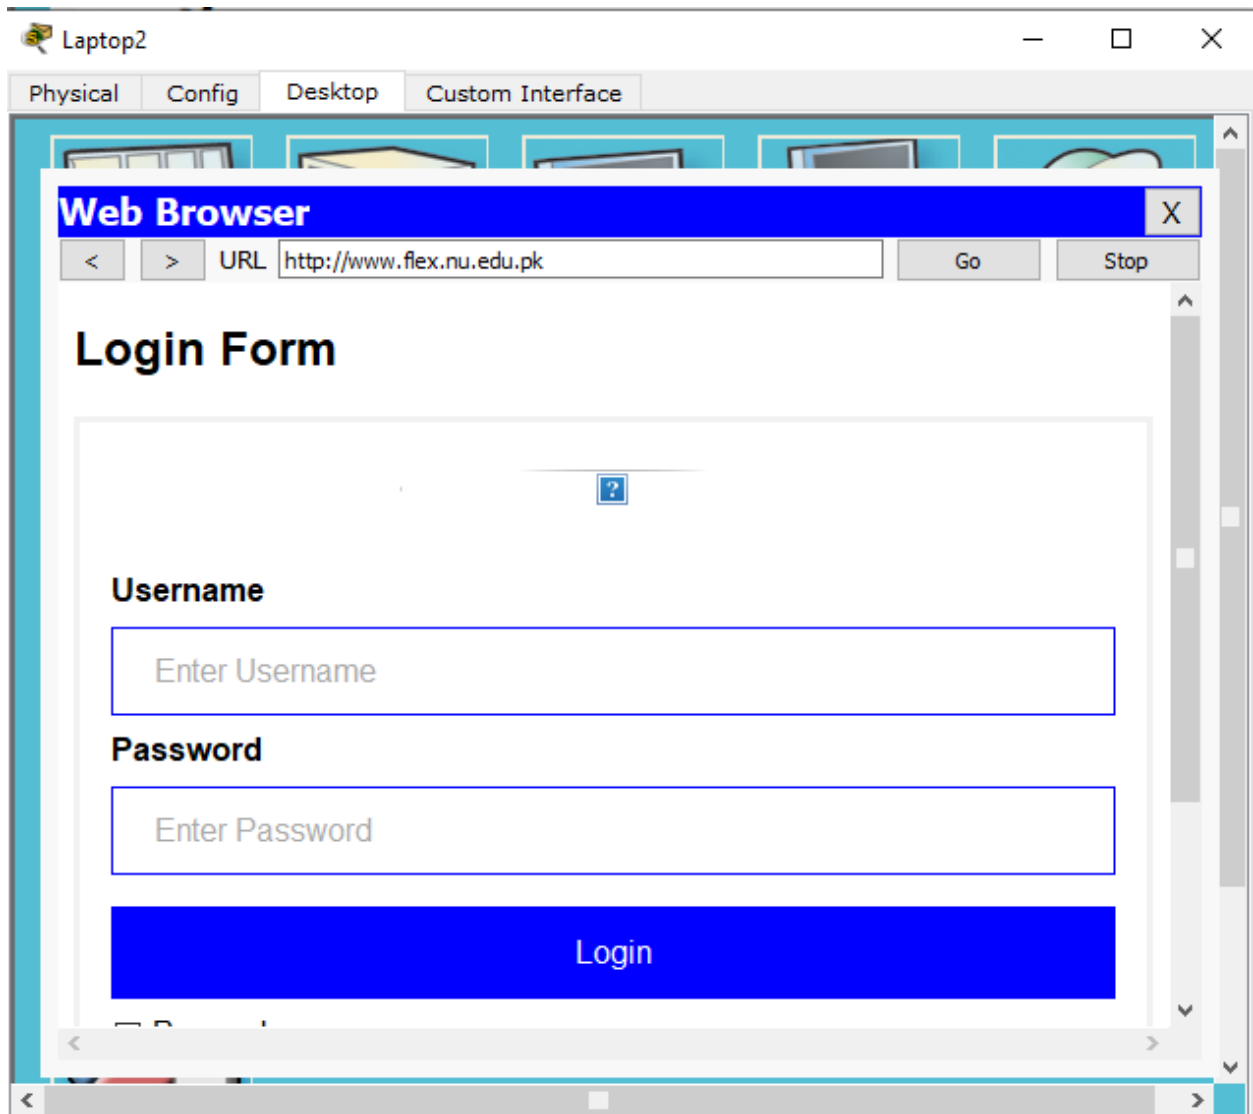 Laptop2
Physical Config Desktop Custom Interface
Web Browser X
< > URL http://www.flex.nu.edu.pk Go Stop
Login Form
?
Username
Enter Username
Password
Enter Password
Login